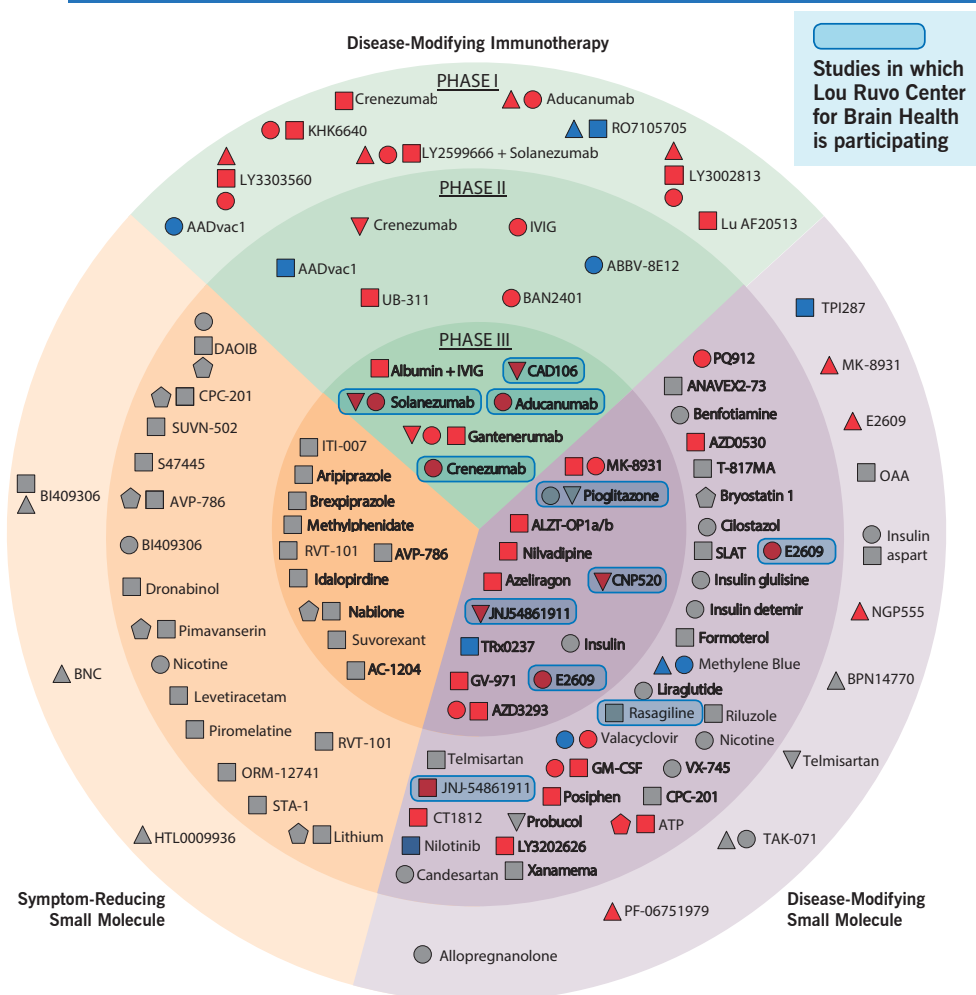 Disease-Modifying Immunotherapy
Studies in which
Lou Ruvo Center
for Brain Health
is participating
PHASE I
Crenezumab
Aducanumab
KHK6640
RO7105705
LY2599666 + Solanezumab
LY3303560
LY3002813
AADvac1
Lu AF20513
PHASE II
Crenezumab
IVIG
AADvac1
ABBV-8E12
UB-311
BAN2401
PHASE III
Albumin + IVIG
CAD106
Solanezumab
Aducanumab
Gantenerumab
Crenezumab
MK-8931
Pioglitazone
ALZT-OP1a/b
Nilvadipine
Azeliragon
CNP520
JNJ54861911
TRx0237
Insulin
GV-971
E2609
AZD3293
PQ912
ANAVEX2-73
Benfotiamine
AZD0530
T-817MA
Bryostatin 1
Cilostazol
SLAT
E2609
Insulin glulisine
Insulin detemir
Formoterol
Methylene Blue
Liraglutide
Rasagiline
Riluzole
Valacyclovir
Nicotine
Telmisartan
GM-CSF
VX-745
JNJ-54861911
Posiphen
CPC-201
CT1812
Probucol
ATP
Nilotinib
LY3202626
Candesartan
Xanamema
TPI287
MK-8931
E2609
OAA
Insulin
aspart
NGP555
BPN14770
Telmisartan
TAK-071
PF-06751979
Allopregnanolone
Disease-Modifying
Small Molecule
DAOIB
CPC-201
SUVN-502
S47445
AVP-786
BI409306
Dronabinol
Pimavanserin
Nicotine
Levetiracetam
Piromelatine
RVT-101
ORM-12741
STA-1
Lithium
ITI-007
Aripiprazole
Brexpiprazole
Methylphenidate
RVT-101
AVP-786
Idalopirdine
Nabilone
Suvorexant
AC-1204
BI409306
BNC
HTL0009936
Symptom-Reducing
Small Molecule